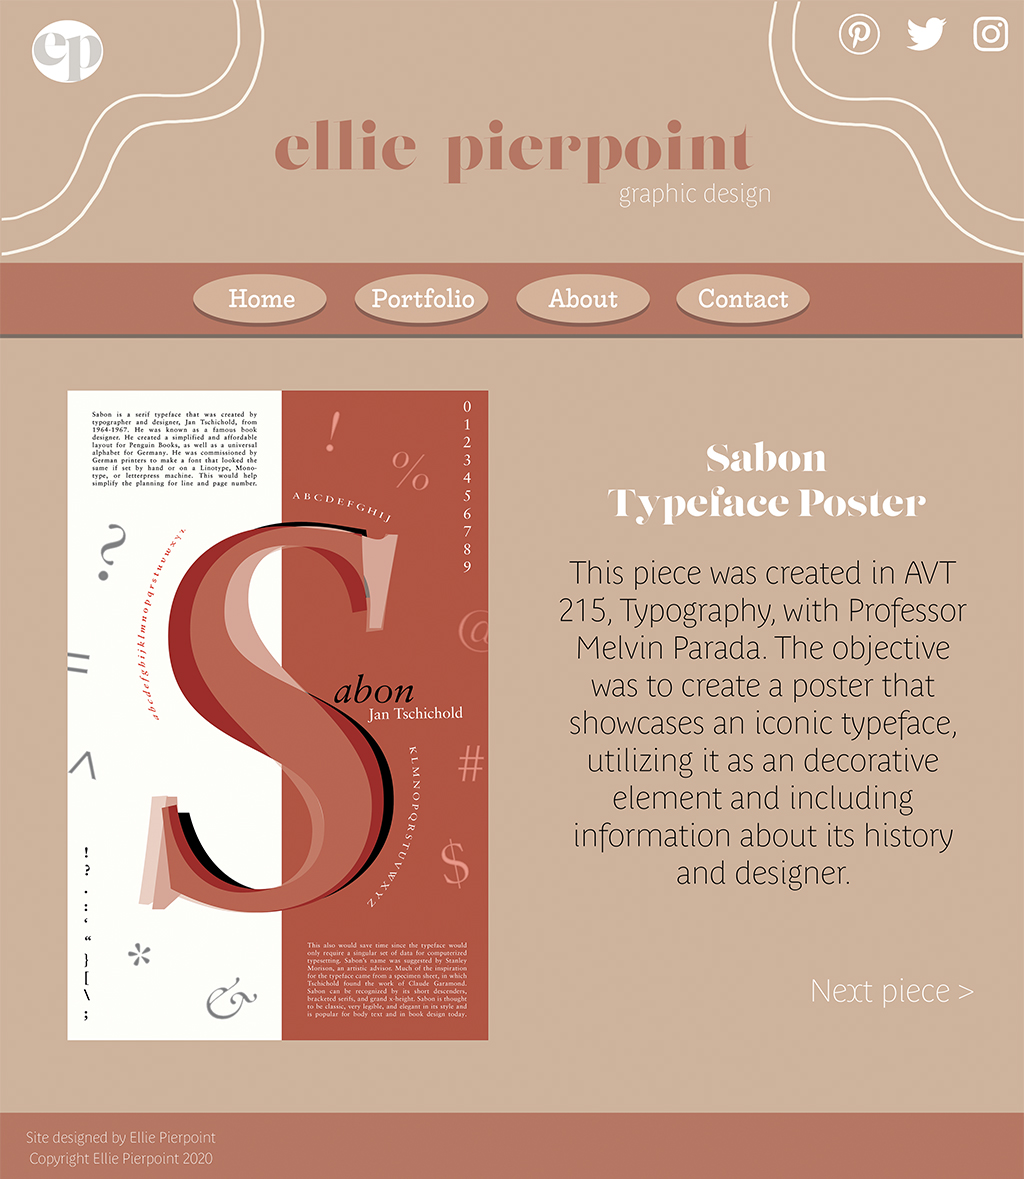 ep
ellie pierpoint
graphic design
Home
Portfolio
About
Contact
Sabon is a serif typeface that was created by
typographer and designer, Jan Tschichold, from
1964-1967. He was known as a famous book
designer. He created a simplified and affordable
layout for Penguin Books, as well as a universal
alphabet for Germany. He was commissioned by
German printers to make a font that looked the
same if set by hand or on a Linotype, Mono-
type, or letterpress machine. This would help
simplify the planning for line and page number.
!
%
0
1
2
3
4
5
6
7
8
9
ABCDEFGHIJ
?
abcdefghijklmnopqrstuvwxyz
=
^
@
S
abon
Jan Tschichold
#
KLMNOPQRSTUVWXYZ
$
!
?
.
:
‘
“
}
[
\
;
*
&
This also would save time since the typeface would
only require a singular set of data for computerized
typesetting. Sabon's name was suggested by Stanley
Morison, an artistic advisor. Much of the inspiration
for the typeface came from a specimen sheet, in which
Tschichold found the work of Claude Garamond.
Sabon can be recognized by its short descenders,
bracketed serifs, and grand x-height. Sabon is thought
to be classic, very legible, and elegant in its style and
is popular for body text and in book design today.
Sabon
Typeface Poster
This piece was created in AVT
215, Typography, with Professor
Melvin Parada. The objective
was to create a poster that
showcases an iconic typeface,
utilizing it as an decorative
element and including
information about its history
and designer.
Next piece >
Site designed by Ellie Pierpoint
Copyright Ellie Pierpoint 2020